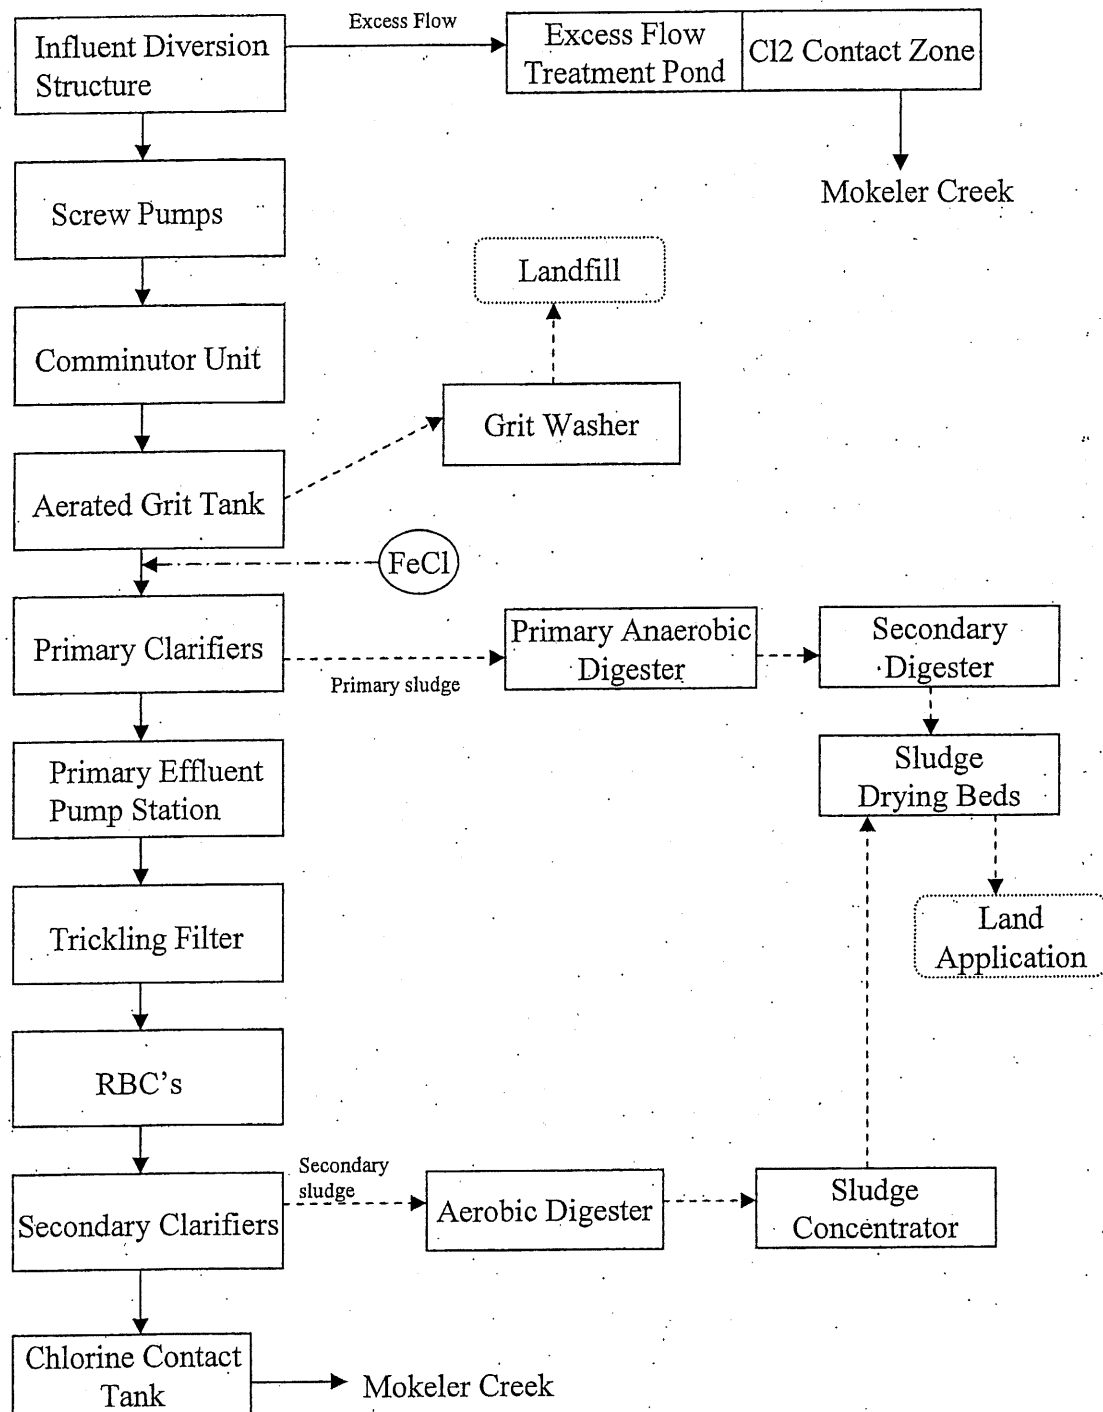 Influent Diversion
Structure
Excess Flow
Excess Flow
Treatment Pond
Cl2 Contact Zone
Mokeler Creek
Screw Pumps
Landfill
Comminutor Unit
Grit Washer
Aerated Grit Tank
FeCl
Primary Clarifiers
Primary sludge
Primary Anaerobic
Digester
Secondary
Digester
Primary Effluent
Pump Station
Sludge
Drying Beds
Trickling Filter
Land
Application
RBC's
Secondary Clarifiers
Secondary
sludge
Aerobic Digester
Sludge
Concentrator
Chlorine Contact
Tank
Mokeler Creek